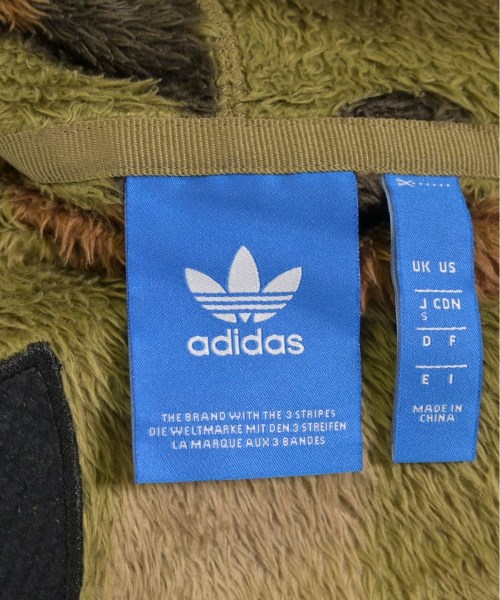 adidas
THE BRAND WITH THE 3 STRIPES
DIE WELTMARKE MIT DEN 3 STREIFEN
LA MARQUE AUX 3 BANDES
UK US
J CDN
S
D F
E I
MADE IN
CHINA